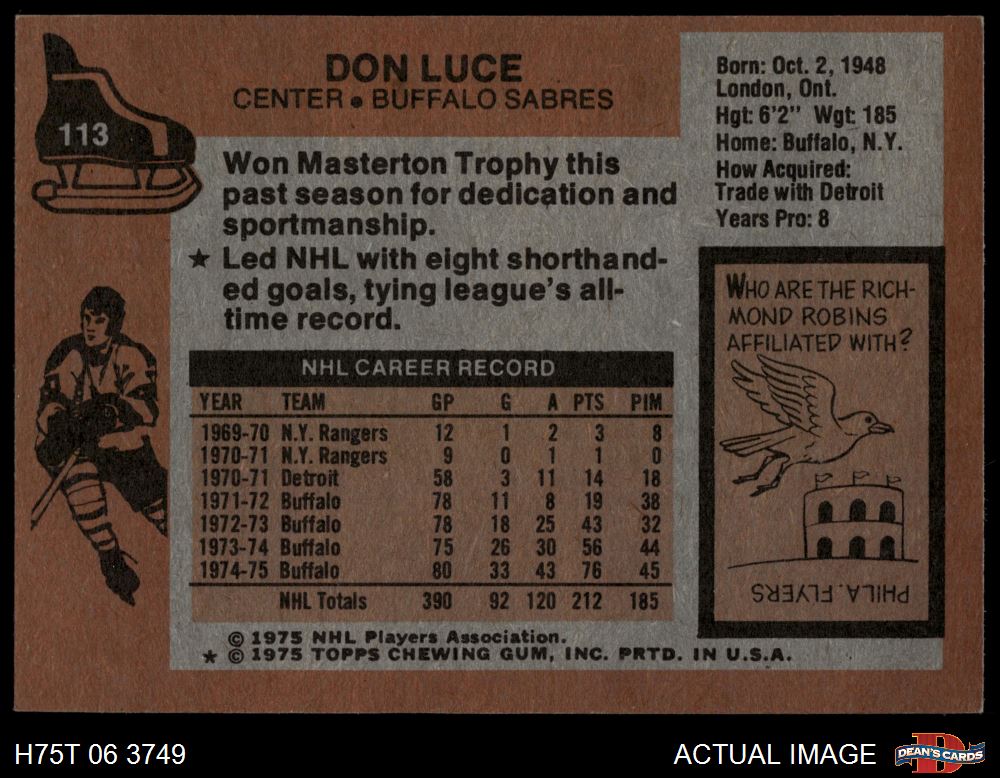 113
DON LUCE
CENTER • BUFFALO SABRES
Won Masterton Trophy this
past season for dedication and
sportmanship.
★ Led NHL with eight shorthand-
ed goals, tying league's all-
time record.
Born: Oct. 2, 1948
London, Ont.
Hgt: 6'2" Wgt: 185
Home: Buffalo, N.Y.
How Acquired:
Trade with Detroit
Years Pro: 8
WHO ARE THE RICH-
MOND ROBINS
AFFILIATED WITH?
PHILA. FLYERS
NHL CAREER RECORD
YEAR TEAM GP G A PTS PIM
1969-70 N.Y. Rangers 12 1 2 3 8
1970-71 N.Y. Rangers 9 0 1 1 0
1970-71 Detroit 58 3 11 14 18
1971-72 Buffalo 78 11 8 19 38
1972-73 Buffalo 78 18 25 43 32
1973-74 Buffalo 75 26 30 56 44
1974-75 Buffalo 80 33 43 76 45
NHL Totals 390 92 120 212 185
© 1975 NHL Players Association.
★ © 1975 TOPPS CHEWING GUM, INC. PRTD. IN U.S.A.
H75T 06 3749
ACTUAL IMAGE
D
DEAN'S CARDS